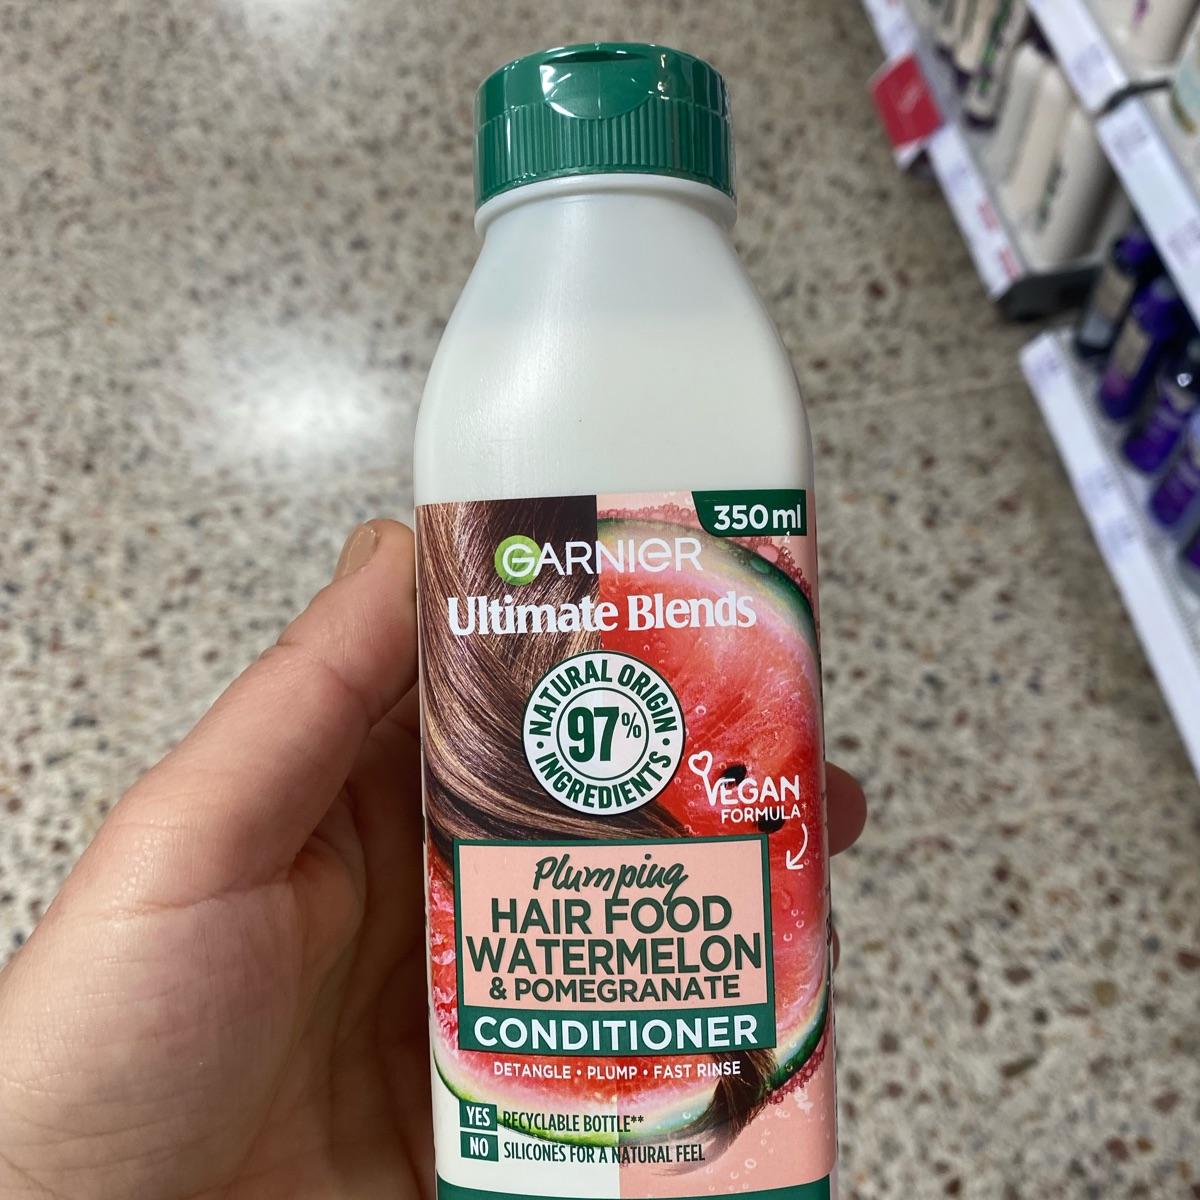 350ml
GARNIER
Ultimate Blends
NATURAL ORIGIN
97%
INGREDIENTS
VEGAN
FORMULA*
Plumping
HAIR FOOD
WATERMELON
& POMEGRANATE
CONDITIONER
DETANGLE • PLUMP • FAST RINSE
YES RECYCLABLE BOTTLE**
NO SILICONES FOR A NATURAL FEEL